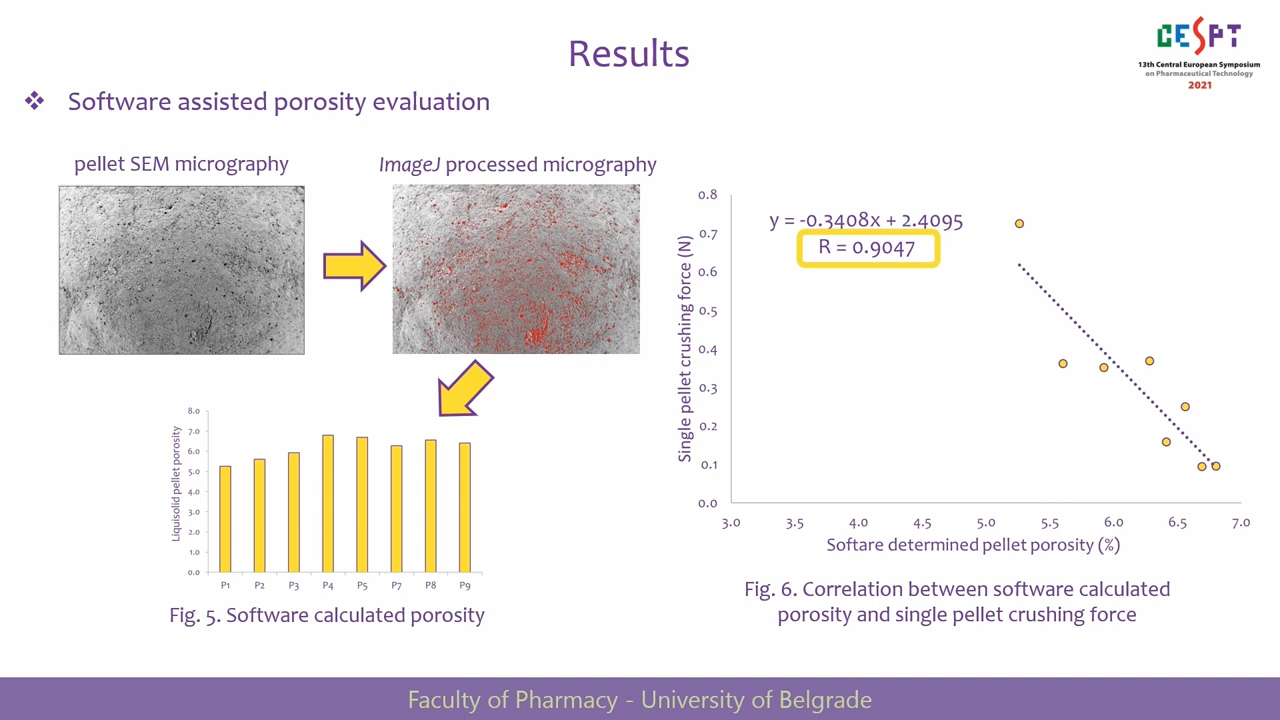 Results
CESPT
13th Central European Symposium
on Pharmaceutical Technology
2021
❖ Software assisted porosity evaluation
pellet SEM micrography
ImageJ processed micrography
8.0
7.0
6.0
5.0
4.0
3.0
2.0
1.0
0.0
Liquisolid pellet porosity
P1 P2 P3 P4 P5 P7 P8 P9
Fig. 5. Software calculated porosity
y = -0.3408x + 2.4095
R = 0.9047
0.8
0.7
0.6
0.5
0.4
0.3
0.2
0.1
0.0
Single pellet crushing force (N)
3.0 3.5 4.0 4.5 5.0 5.5 6.0 6.5 7.0
Softare determined pellet porosity (%)
Fig. 6. Correlation between software calculated
porosity and single pellet crushing force
Faculty of Pharmacy - University of Belgrade